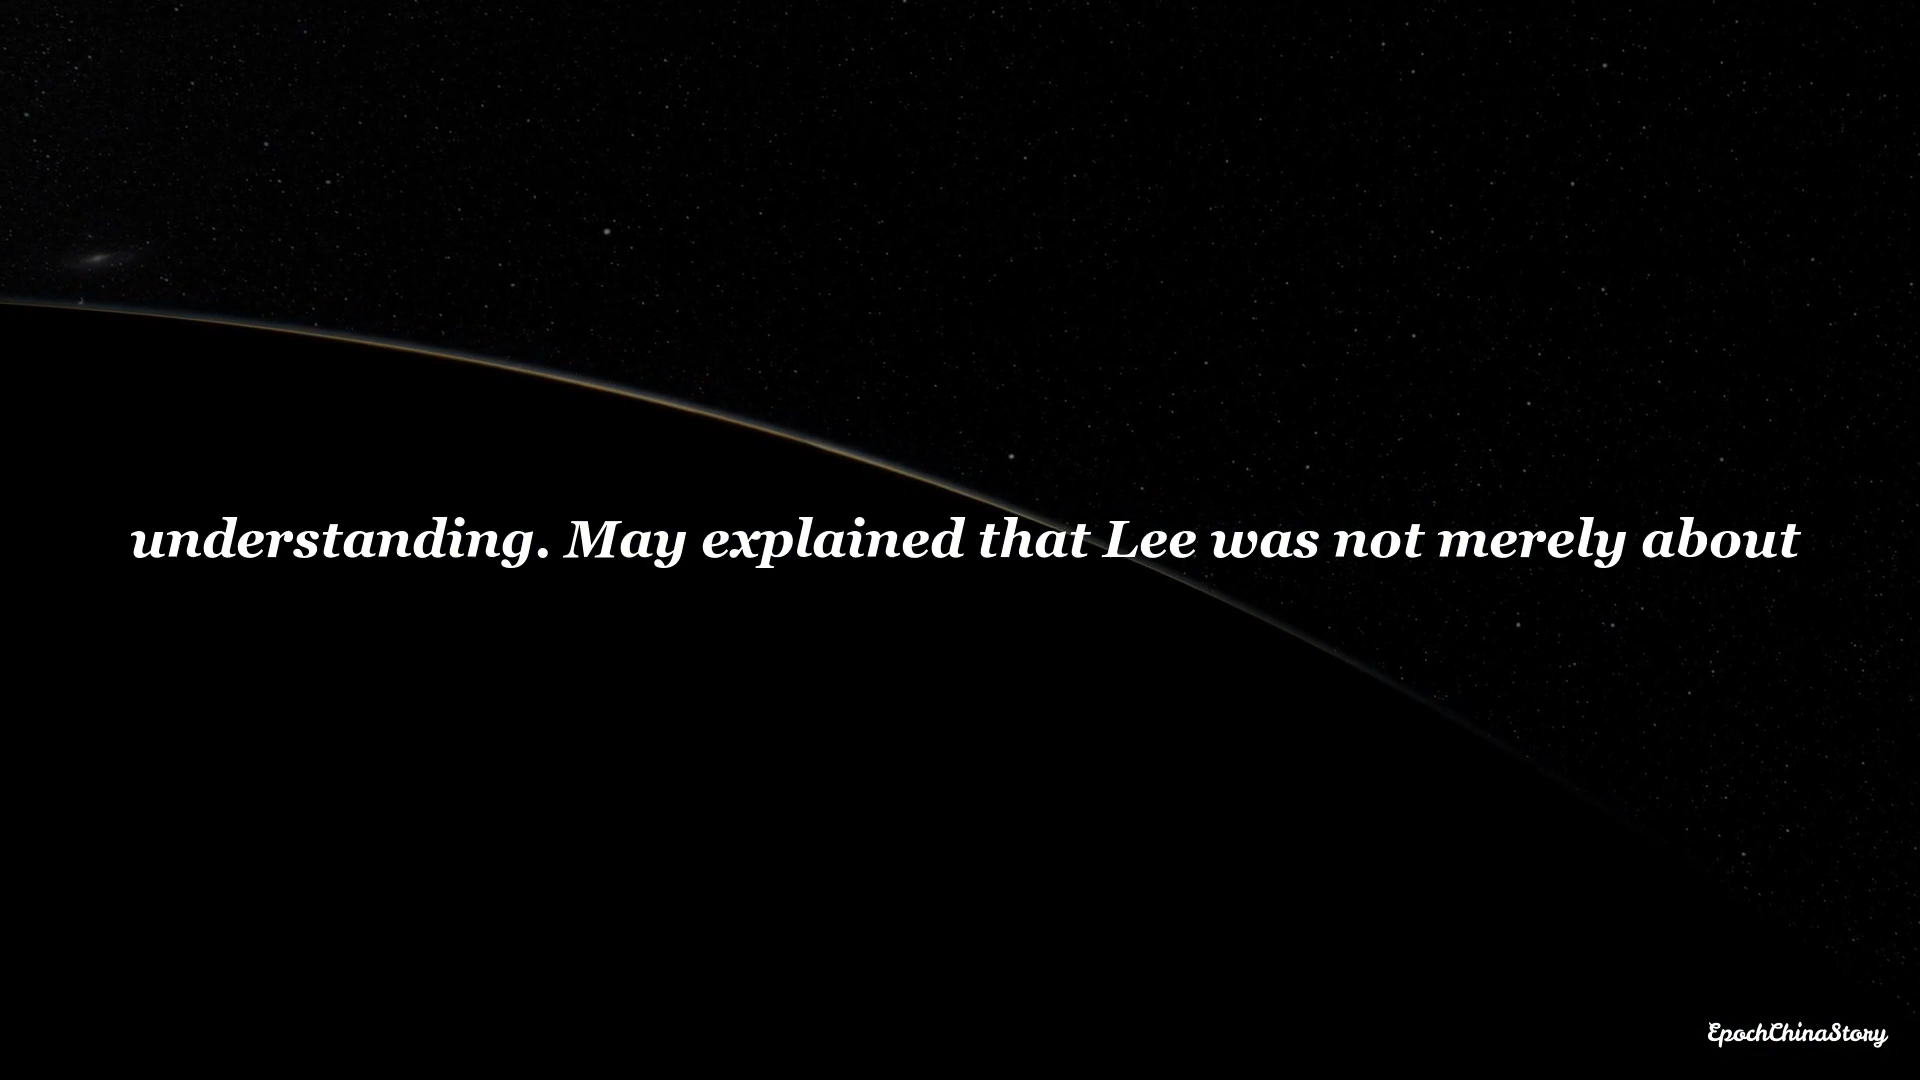 understanding. May explained that Lee was not merely about
EpochChinaStory